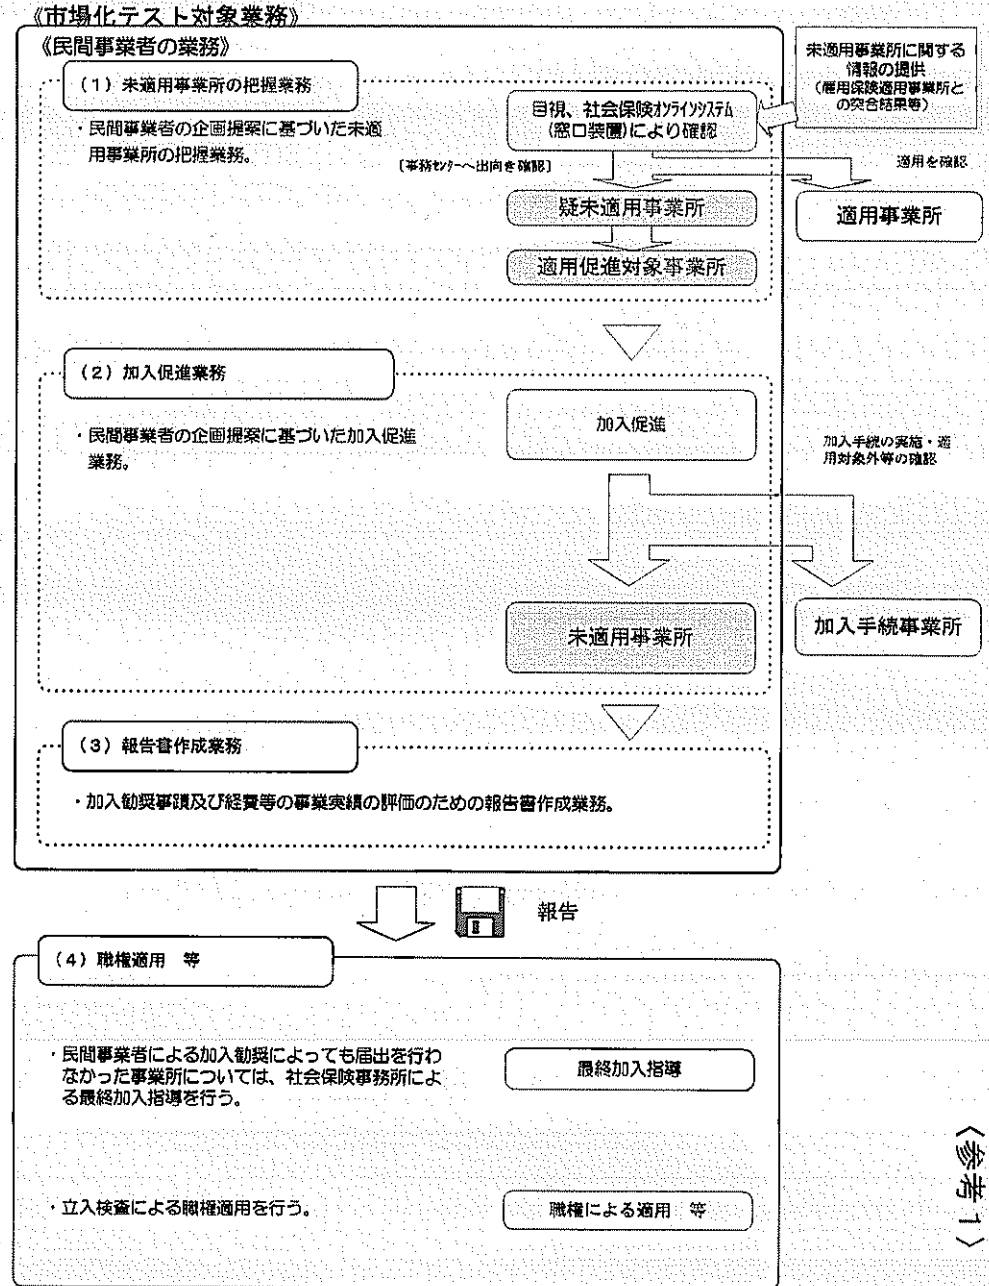 《市場化テスト対象業務》
《民間事業者の業務》
未適用事業所に関する
情報の提供
(雇用保険適用事業所と
の突合結果等)
(1)未適用事業所の把握業務
・民間事業者の企画提案に基づいた未適
用事業所の把握業務。
目視、社会保険オンラインシステム
(窓口装置)により確認
〔事務センターへ出向き確認〕
適用を確認
疑未適用事業所
適用事業所
適用促進対象事業所
(2)加入促進業務
・民間事業者の企画提案に基づいた加入促進
業務。
加入促進
加入手続の実施・適
用対象外等の確認
未適用事業所
加入手続事業所
(3)報告書作成業務
・加入勧奨事蹟及び経費等の事業実績の評価のための報告書作成業務。
報告
(4)職権適用 等
・民間事業者による加入勧奨によっても届出を行わ
なかった事業所については、社会保険事務所によ
る最終加入指導を行う。
最終加入指導
・立入検査による職権適用を行う。
職権による適用 等
〈参考1〉